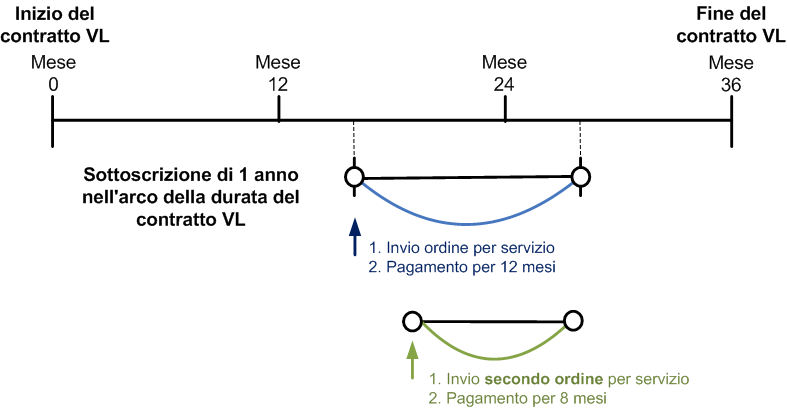 Inizio del
contratto VL
Fine del
contratto VL
Mese
0
Mese
12
Mese
24
Mese
36
Sottoscrizione di 1 anno
nell'arco della durata del
contratto VL
1. Invio ordine per servizio
2. Pagamento per 12 mesi
1. Invio secondo ordine per servizio
2. Pagamento per 8 mesi